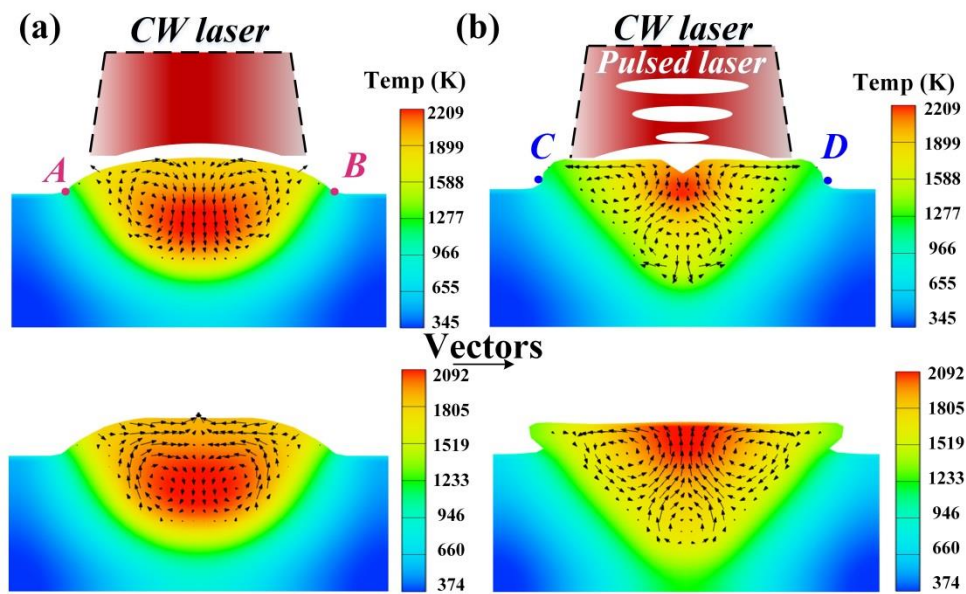 (a)
CW laser
Temp (K)
2209
1899
1588
1277
966
655
345
A
B
(b)
CW laser
Pulsed laser
Temp (K)
2209
1899
1588
1277
966
655
345
C
D
Vectors
2092
1805
1519
1233
946
660
374
2092
1805
1519
1233
946
660
374